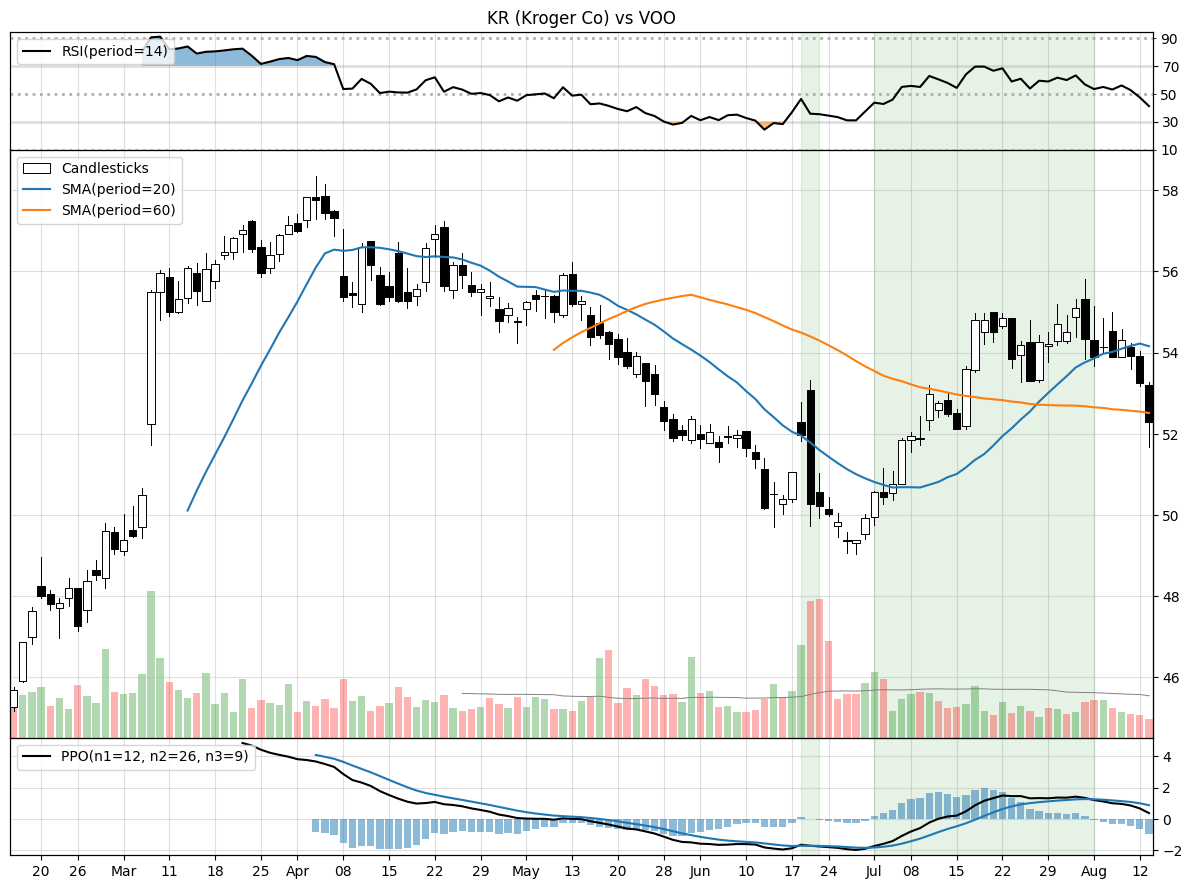 KR (Kroger Co) vs VOO
RSI(period=14)
90
70
50
30
10
Candlesticks
SMA(period=20)
SMA(period=60)
58
56
54
52
50
48
46
PPO(n1=12, n2=26, n3=9)
4
2
0
−2
20 26 Mar 11 18 25 Apr 08 15 22 29 May 13 20 28 Jun 10 17 24 Jul 08 15 22 29 Aug 12